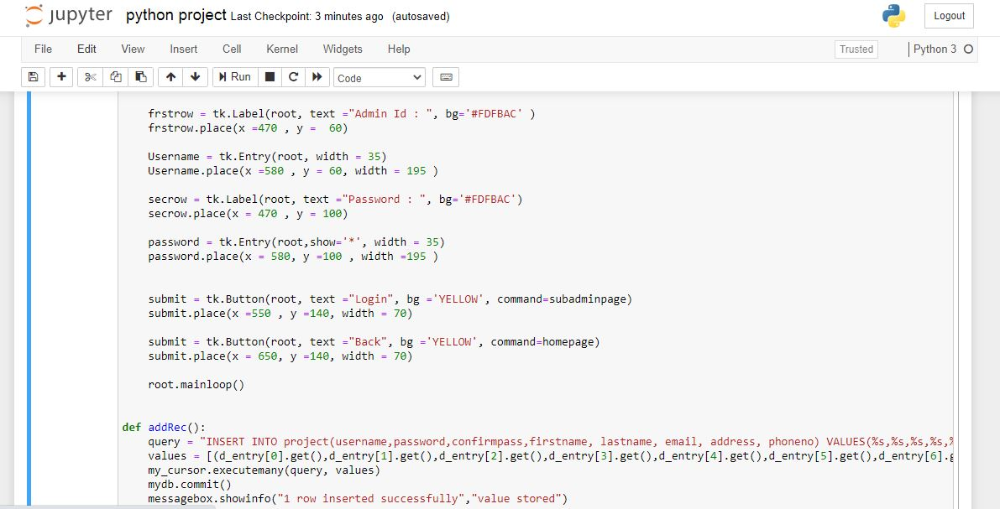 jupyter python project Last Checkpoint: 3 minutes ago (autosaved) Logout
File Edit View Insert Cell Kernel Widgets Help Trusted Python 3
Run Code
frstrow = tk.Label(root, text ="Admin Id : ", bg='#FDFBAC' )
frstrow.place(x =470 , y =  60)
Username = tk.Entry(root, width = 35)
Username.place(x =580 , y = 60, width = 195 )
secrow = tk.Label(root, text ="Password : ", bg='#FDFBAC')
secrow.place(x = 470 , y = 100)
password = tk.Entry(root,show='*', width = 35)
password.place(x = 580, y =100 , width =195 )
submit = tk.Button(root, text ="Login", bg ='YELLOW', command=subadminpage)
submit.place(x =550 , y =140, width = 70)
submit = tk.Button(root, text ="Back", bg ='YELLOW', command=homepage)
submit.place(x = 650, y =140, width = 70)
root.mainloop()
def addRec():
query = "INSERT INTO project(username,password,confirmpass,firstname, lastname, email, address, phoneno) VALUES(%s,%s,%s,%s,%
values = [(d_entry[0].get(),d_entry[1].get(),d_entry[2].get(),d_entry[3].get(),d_entry[4].get(),d_entry[5].get(),d_entry[6].g
my_cursor.executemany(query, values)
mydb.commit()
messagebox.showinfo("1 row inserted successfully","value stored")